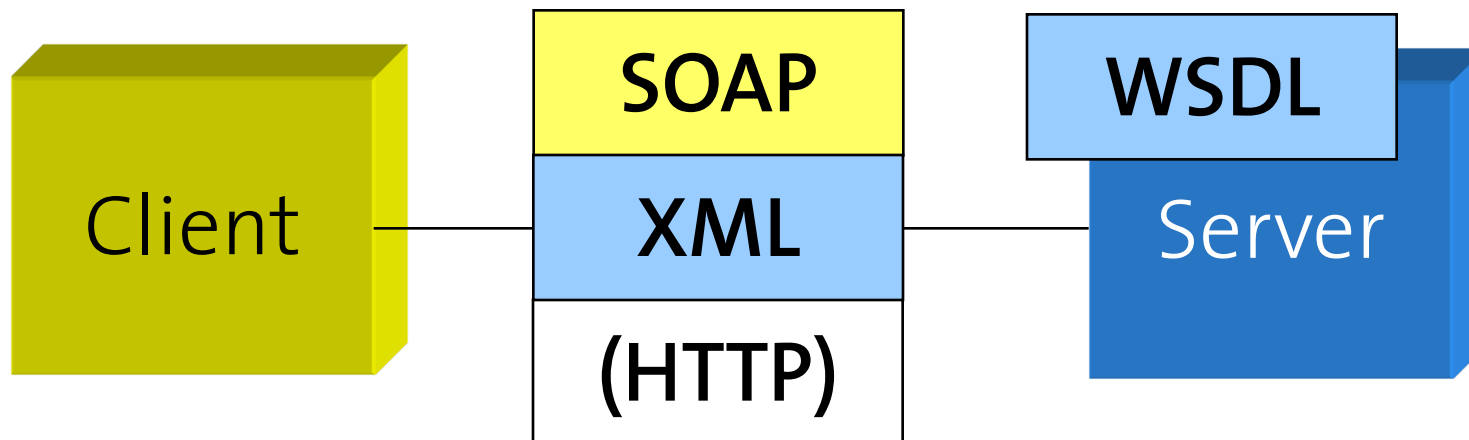 Client
SOAP
XML
(HTTP)
WSDL
Server